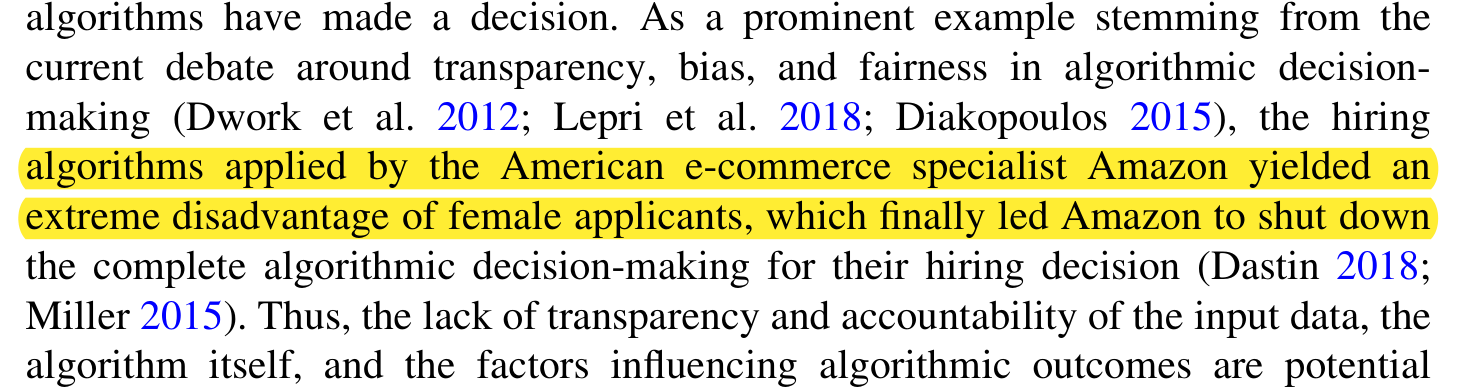 algorithms have made a decision. As a prominent example stemming from the
current debate around transparency, bias, and fairness in algorithmic decision-
making (Dwork et al. 2012; Lepri et al. 2018; Diakopoulos 2015), the hiring
algorithms applied by the American e-commerce specialist Amazon yielded an
extreme disadvantage of female applicants, which finally led Amazon to shut down
the complete algorithmic decision-making for their hiring decision (Dastin 2018;
Miller 2015). Thus, the lack of transparency and accountability of the input data, the
algorithm itself, and the factors influencing algorithmic outcomes are potential